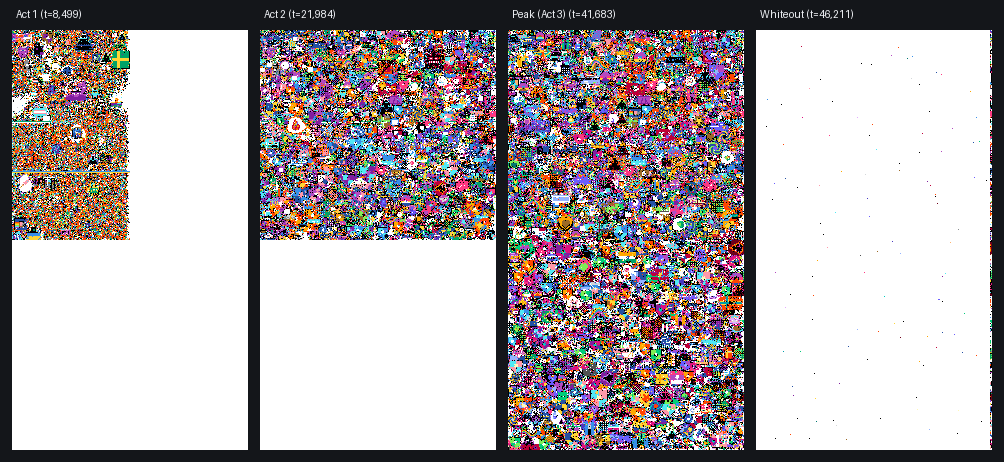 Act 1 (t=8,499)
Act 2 (t=21,984)
Peak (Act 3) (t=41,683)
Whiteout (t=46,211)